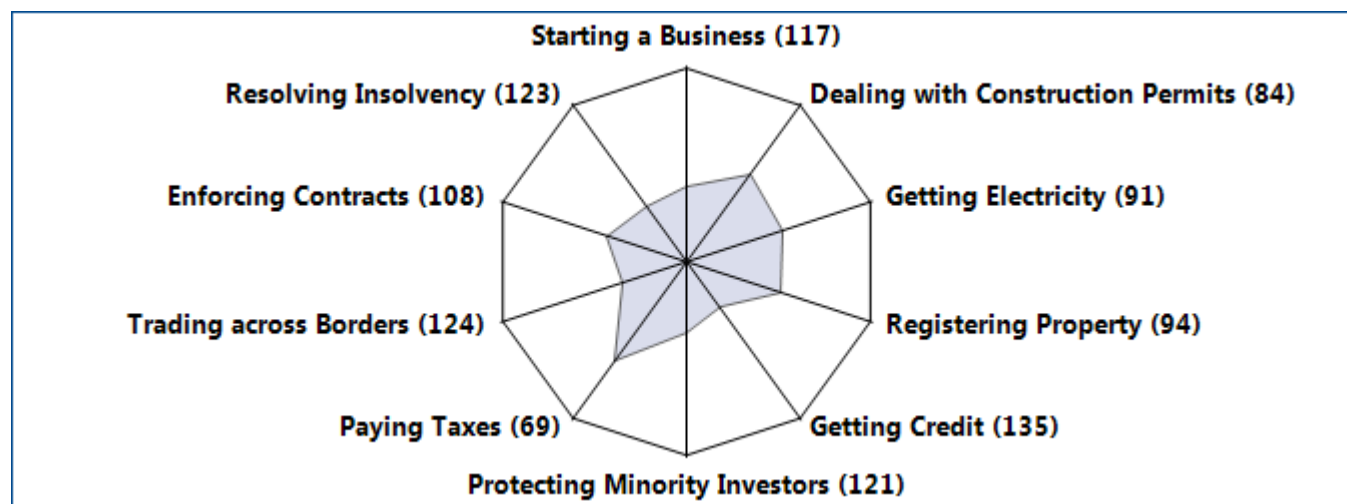 Starting a Business (117)
Resolving Insolvency (123)
Dealing with Construction Permits (84)
Enforcing Contracts (108)
Getting Electricity (91)
Trading across Borders (124)
Registering Property (94)
Paying Taxes (69)
Getting Credit (135)
Protecting Minority Investors (121)